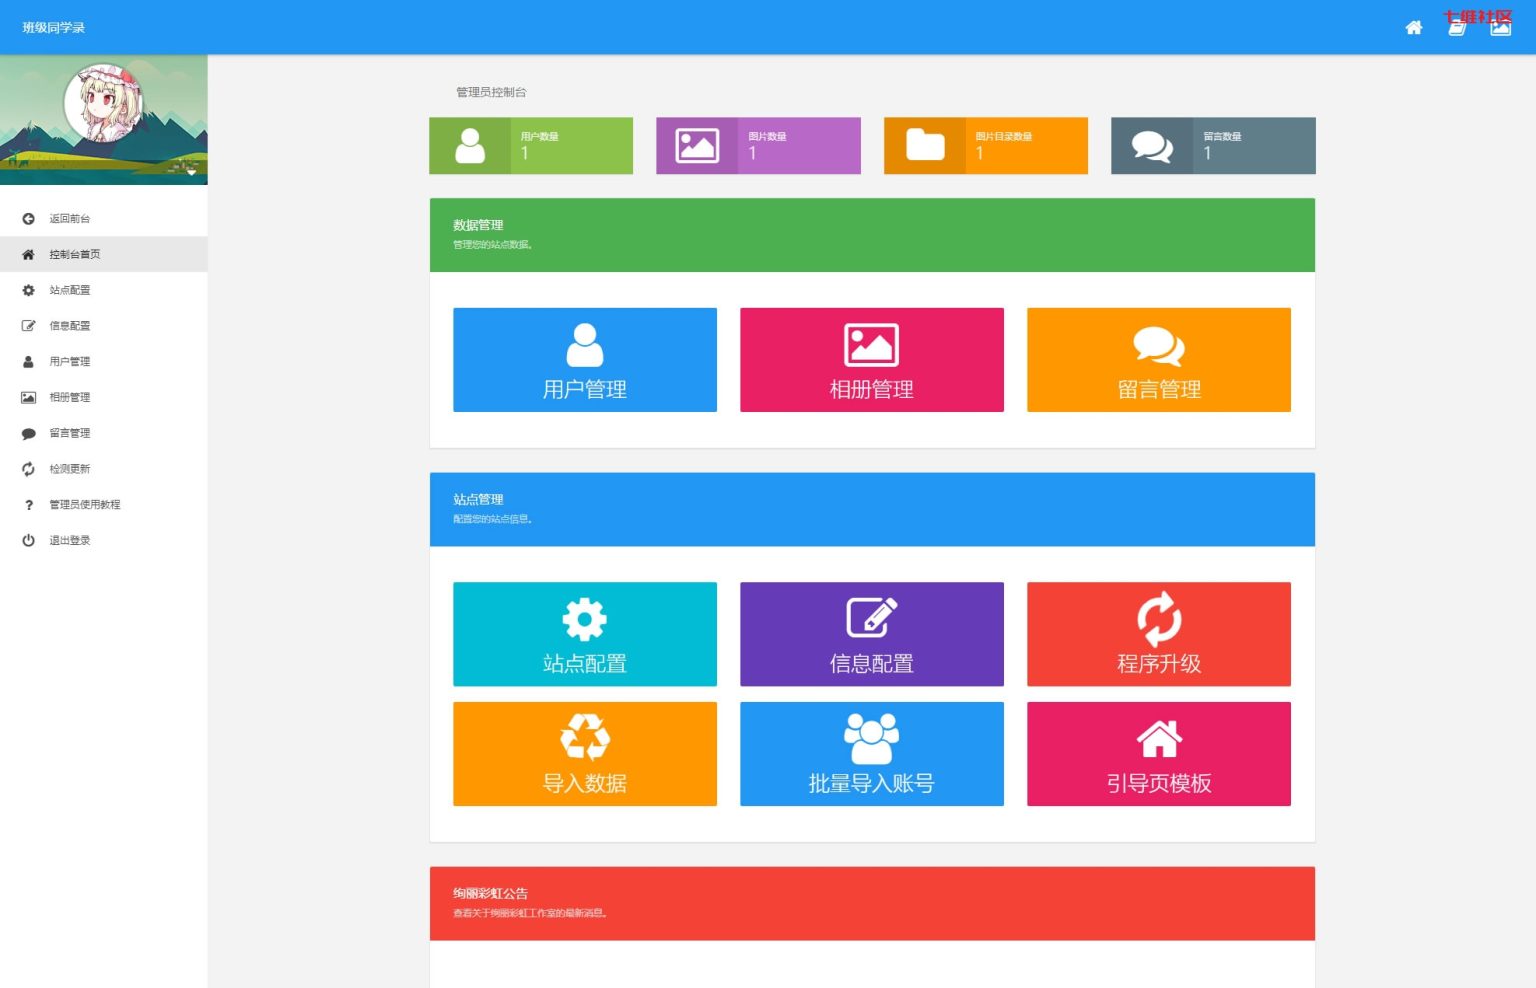 班级同学录
七维社区
管理员控制台
用户数量
1
图片数量
1
图片目录数量
1
留言数量
1
返回前台
控制台首页
站点配置
信息配置
用户管理
相册管理
留言管理
检测更新
管理员使用教程
退出登录
数据管理
管理您的站点数据。
用户管理
相册管理
留言管理
站点管理
配置您的站点信息。
站点配置
信息配置
程序升级
导入数据
批量导入账号
引导页模板
绚丽彩虹公告
查看关于绚丽彩虹工作室的最新消息。